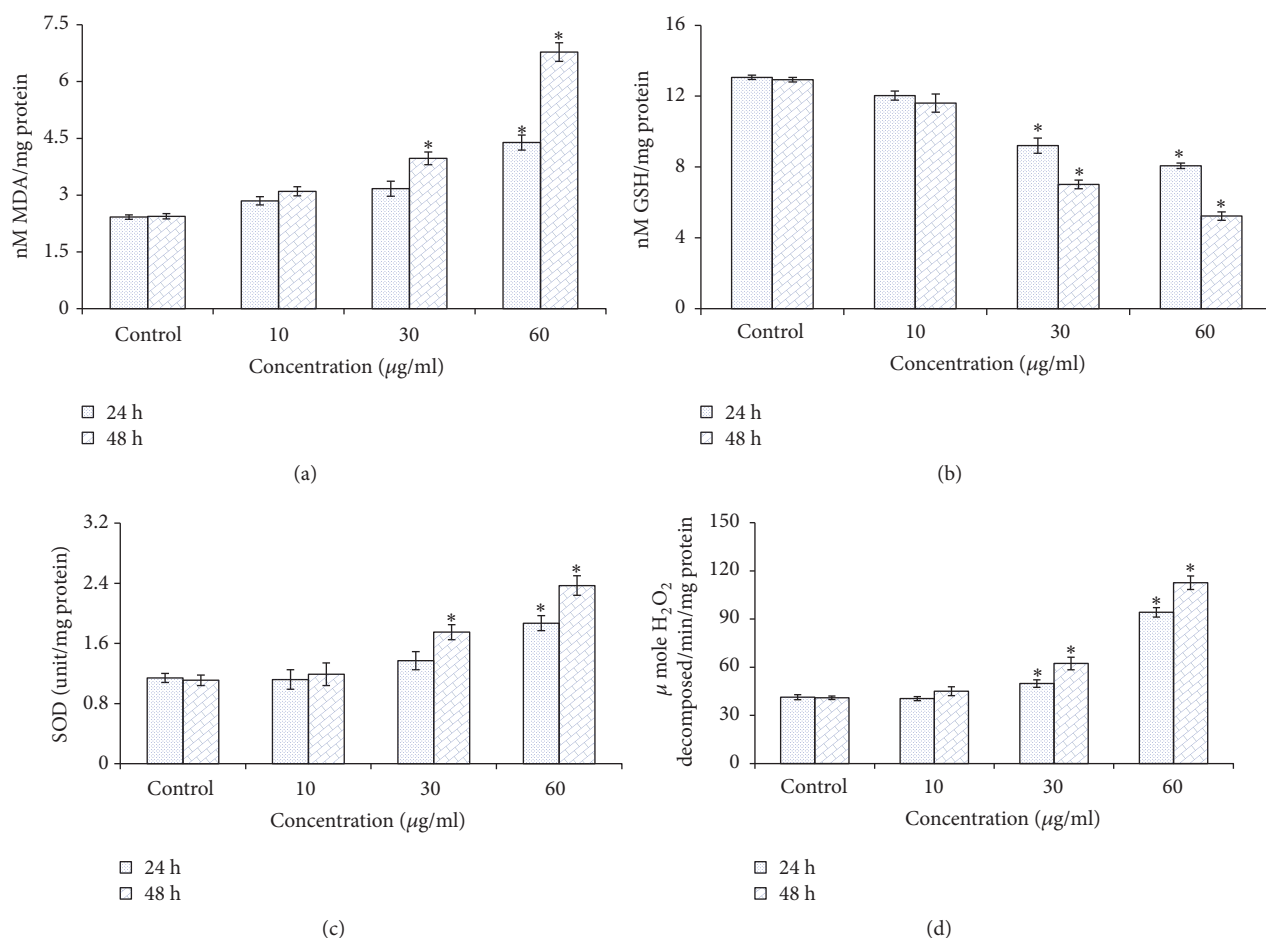 7.5
6
4.5
3
1.5
0
nM MDA/mg protein
*
*
*
Control 10 30 60
Concentration (μg/ml)
24 h
48 h
(a)
16
12
8
4
0
nM GSH/mg protein
*
*
*
*
Control 10 30 60
Concentration (μg/ml)
24 h
48 h
(b)
3.2
2.4
1.6
0.8
0
SOD (unit/mg protein)
*
*
*
Control 10 30 60
Concentration (μg/ml)
24 h
48 h
(c)
150
120
90
60
30
0
μ mole H₂O₂
decomposed/min/mg protein
*
*
*
*
Control 10 30 60
Concentration (μg/ml)
24 h
48 h
(d)